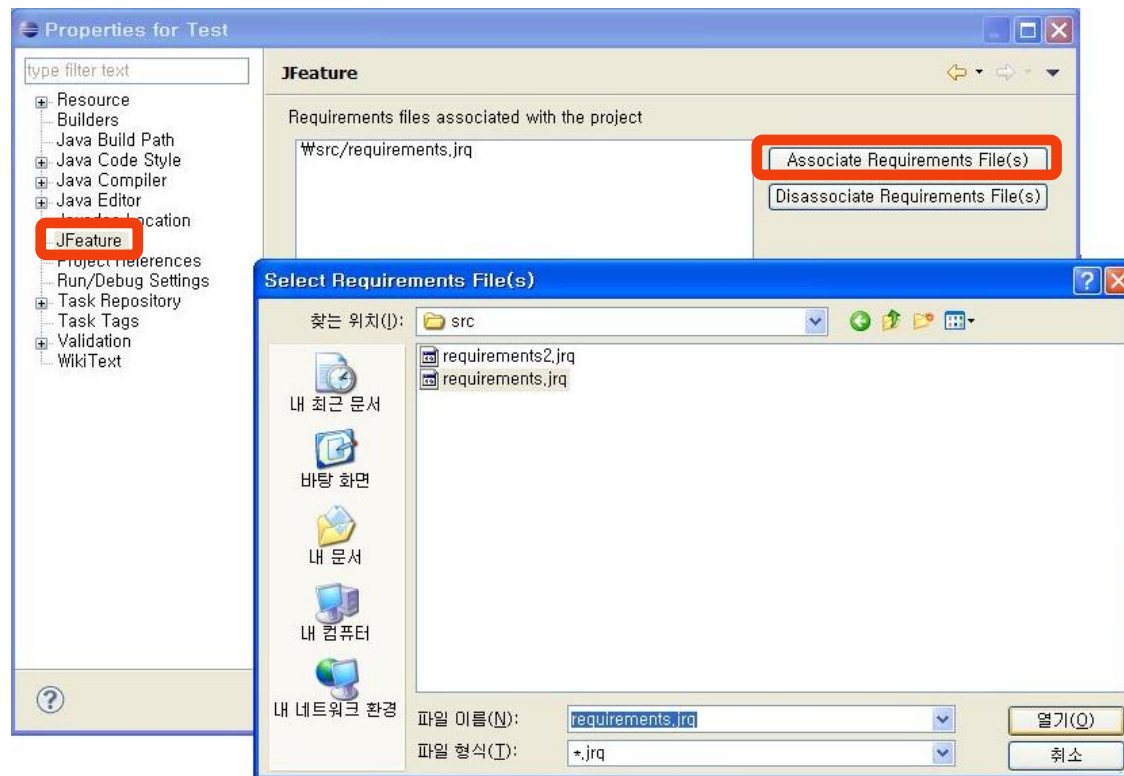 Properties for Test
type filter text
Resource
Builders
Java Build Path
Java Code Style
Java Compiler
Java Editor
Location
JFeature
Project References
Run/Debug Settings
Task Repository
Task Tags
Validation
WikiText
JFeature
Requirements files associated with the project
₩src/requirements.jrq
Associate Requirements File(s)
Disassociate Requirements File(s)
Select Requirements File(s)
찾는 위치(I):
src
requirements2.jrq
requirements.jrq
내 최근 문서
바탕 화면
내 문서
내 컴퓨터
내 네트워크 환경
파일 이름(N):
requirements.jrq
열기(O)
파일 형식(T):
*.jrq
취소